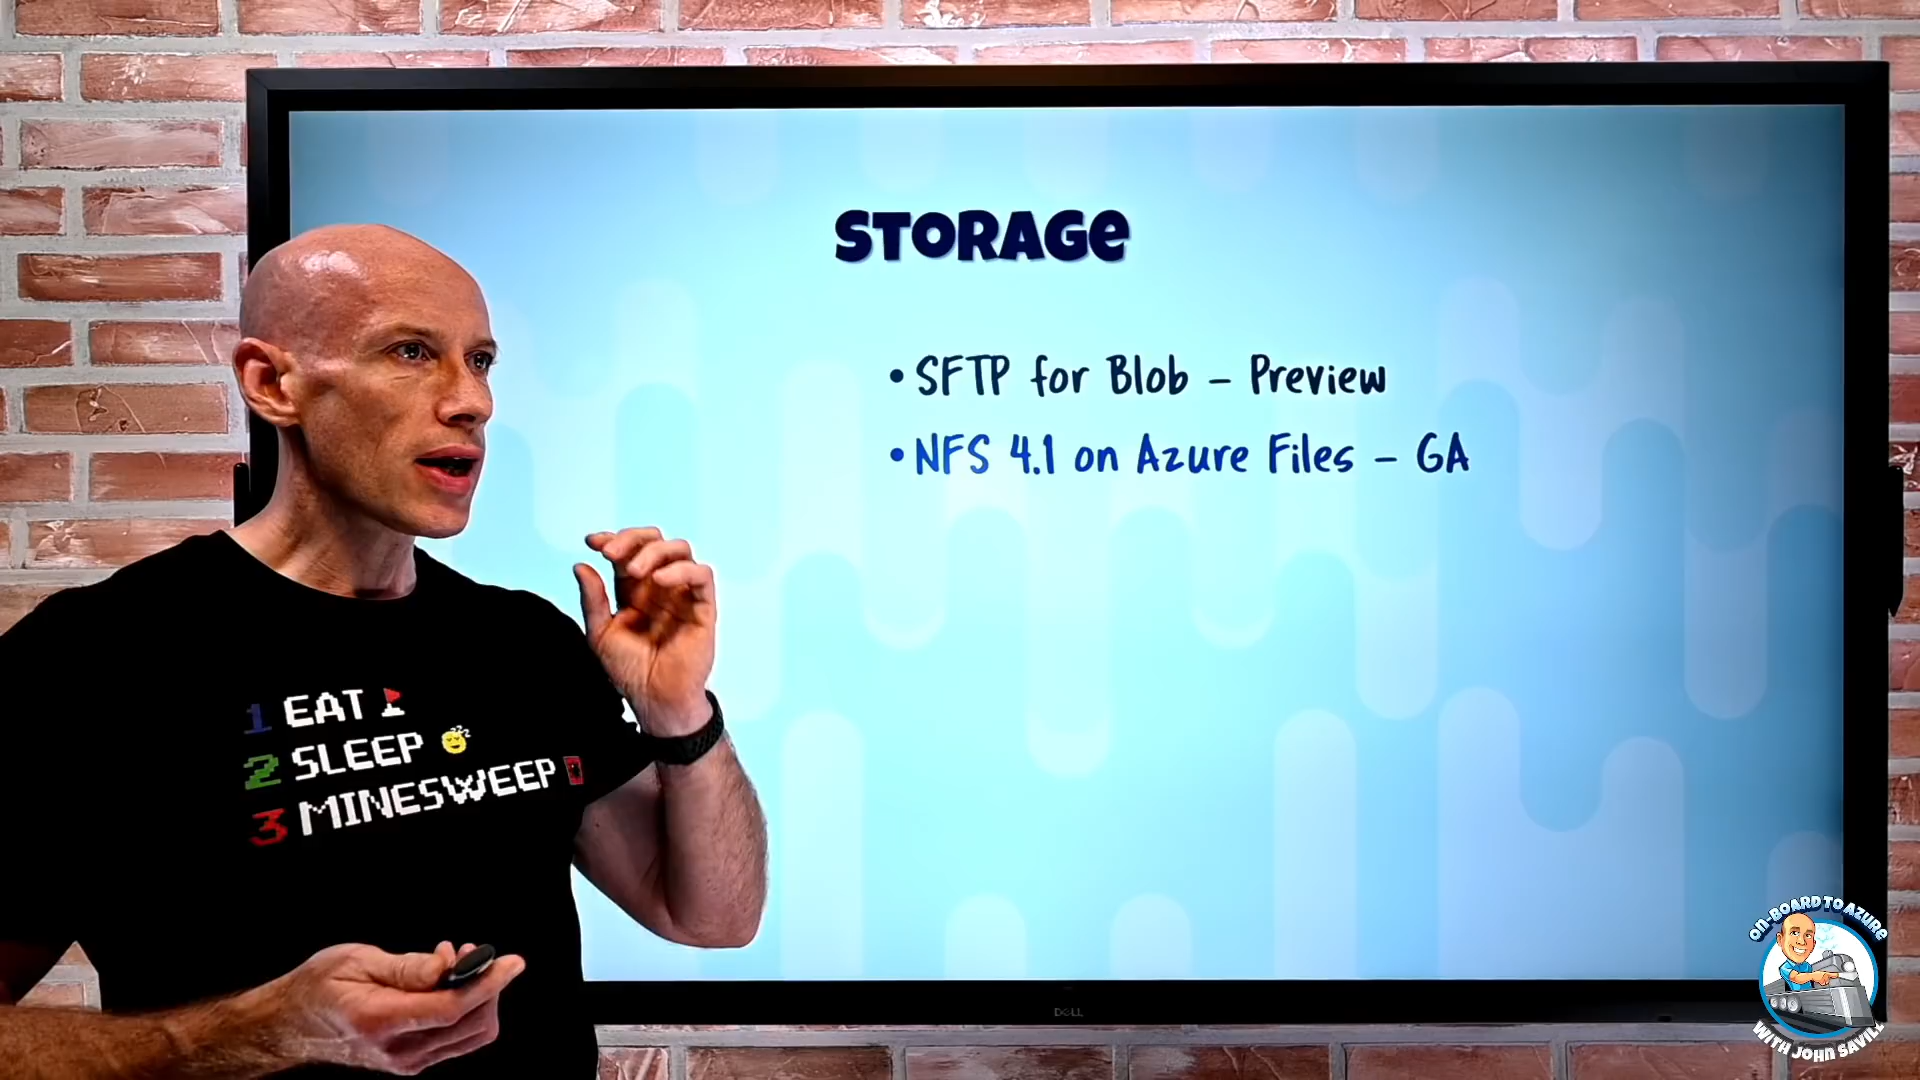 STORAGE
• SFTP for Blob – Preview
• NFS 4.1 on Azure Files – GA
1 EAT
2 SLEEP
3 MINESWEEP
DELL
ON-BOARD TO AZURE
WITH JOHN SAVILL